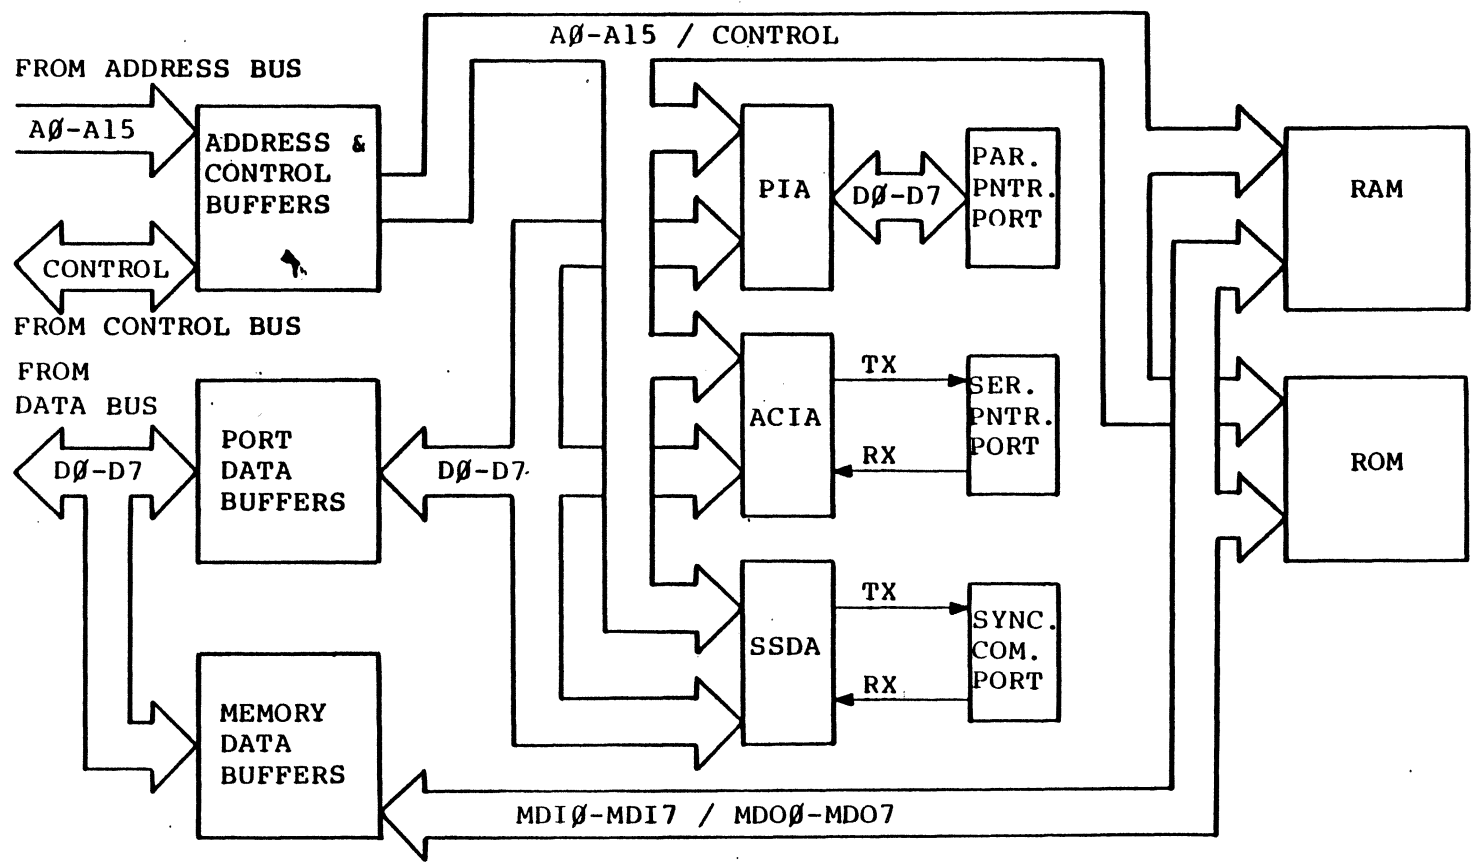 AØ-A15 / CONTROL
FROM ADDRESS BUS
AØ-A15
ADDRESS &
CONTROL
BUFFERS
CONTROL
FROM CONTROL BUS
FROM
DATA BUS
DØ-D7
PORT
DATA
BUFFERS
DØ-D7
MEMORY
DATA
BUFFERS
PIA
DØ-D7
PAR.
PNTR.
PORT
ACIA
TX
RX
SER.
PNTR.
PORT
SSDA
TX
RX
SYNC.
COM.
PORT
RAM
ROM
MDIØ-MDI7 / MDOØ-MDO7